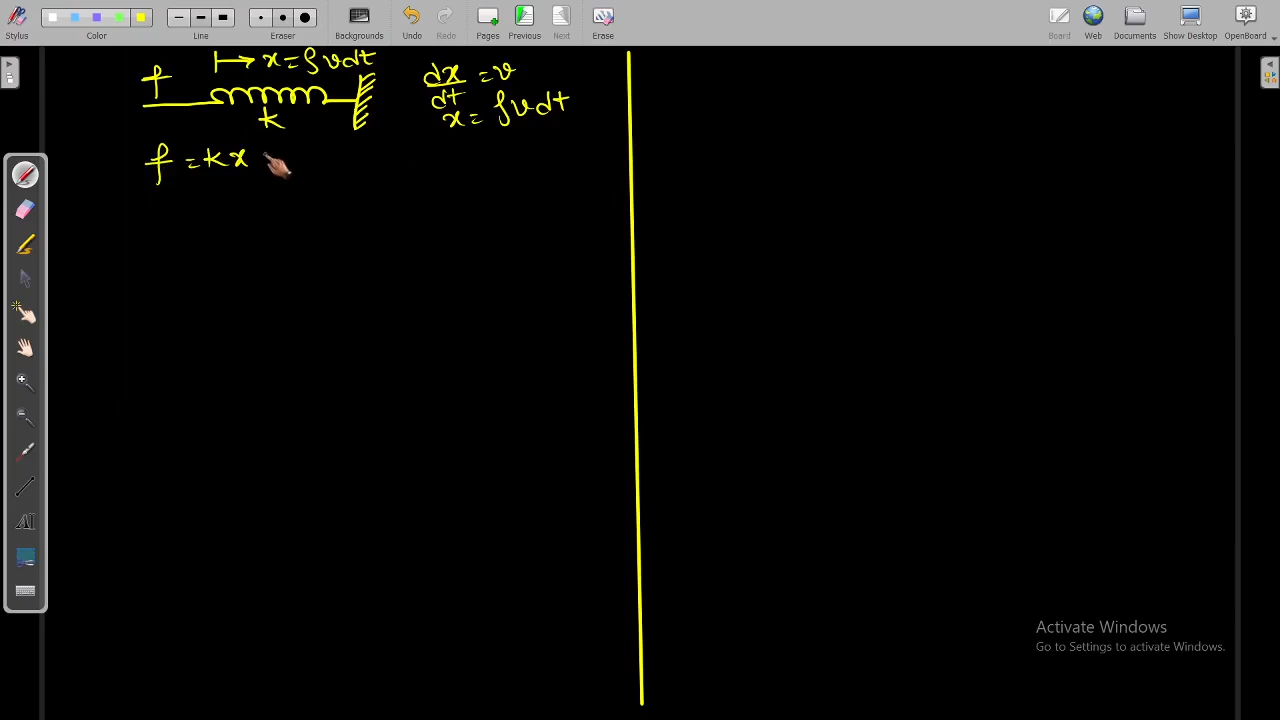 Stylus
Color
Line
Eraser
Backgrounds
Undo
Redo
Pages
Previous
Next
Erase
Board
Web
Documents
Show Desktop
OpenBoard
x = ∫v dt
f
k
dx/dt = v
x = ∫v dt
f = kx
Activate Windows
Go to Settings to activate Windows.